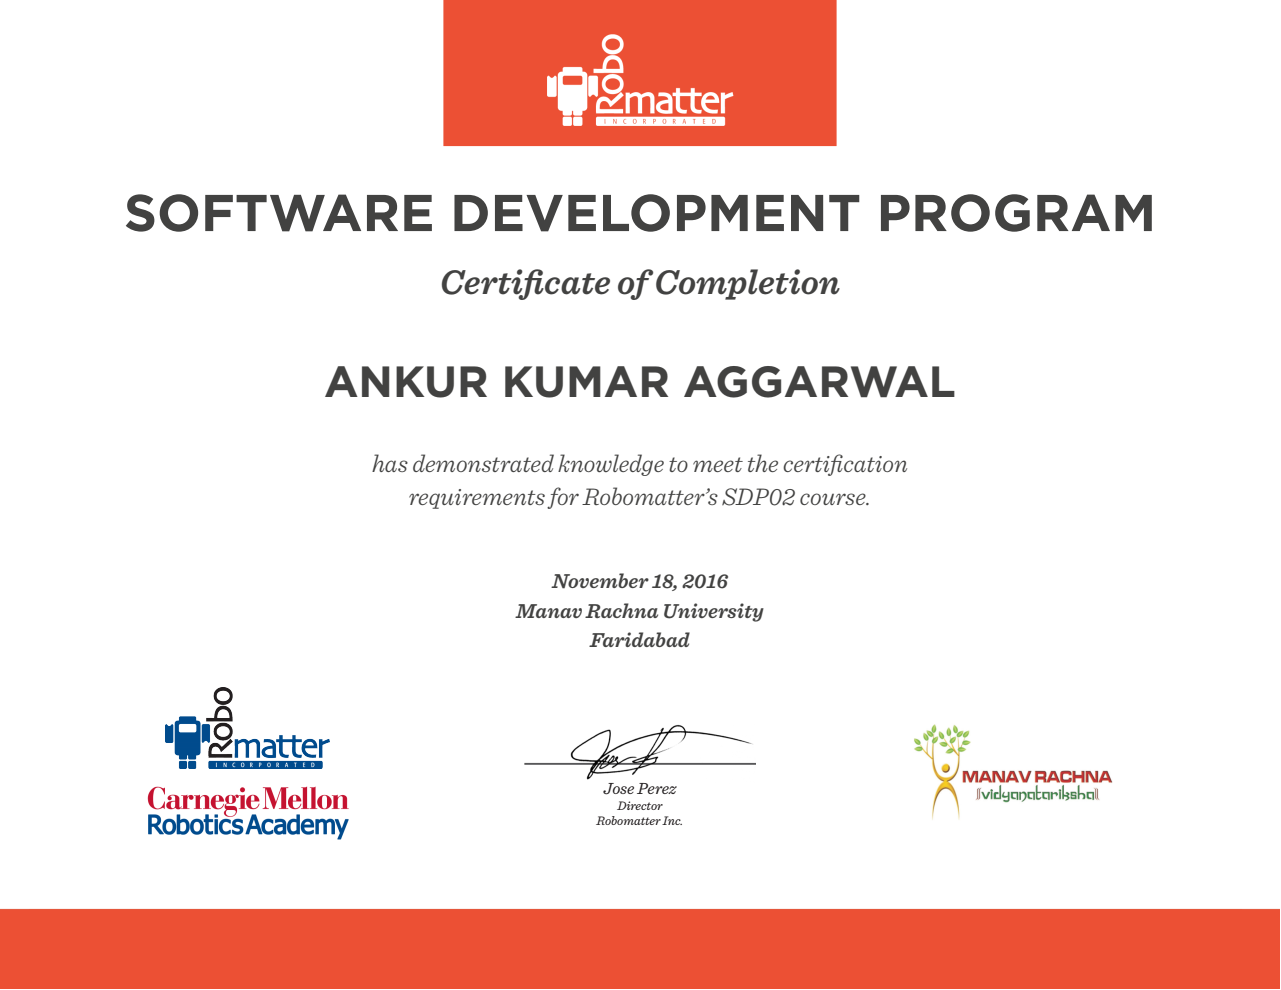 Robo
matter
INCORPORATED
SOFTWARE DEVELOPMENT PROGRAM
Certificate of Completion
ANKUR KUMAR AGGARWAL
has demonstrated knowledge to meet the certification
requirements for Robomatter’s SDP02 course.
November 18, 2016
Manav Rachna University
Faridabad
Robo
matter
INCORPORATED
Carnegie Mellon
Robotics Academy
Jose Perez
Director
Robomatter Inc.
MANAV RACHNA
vidyanatariksha